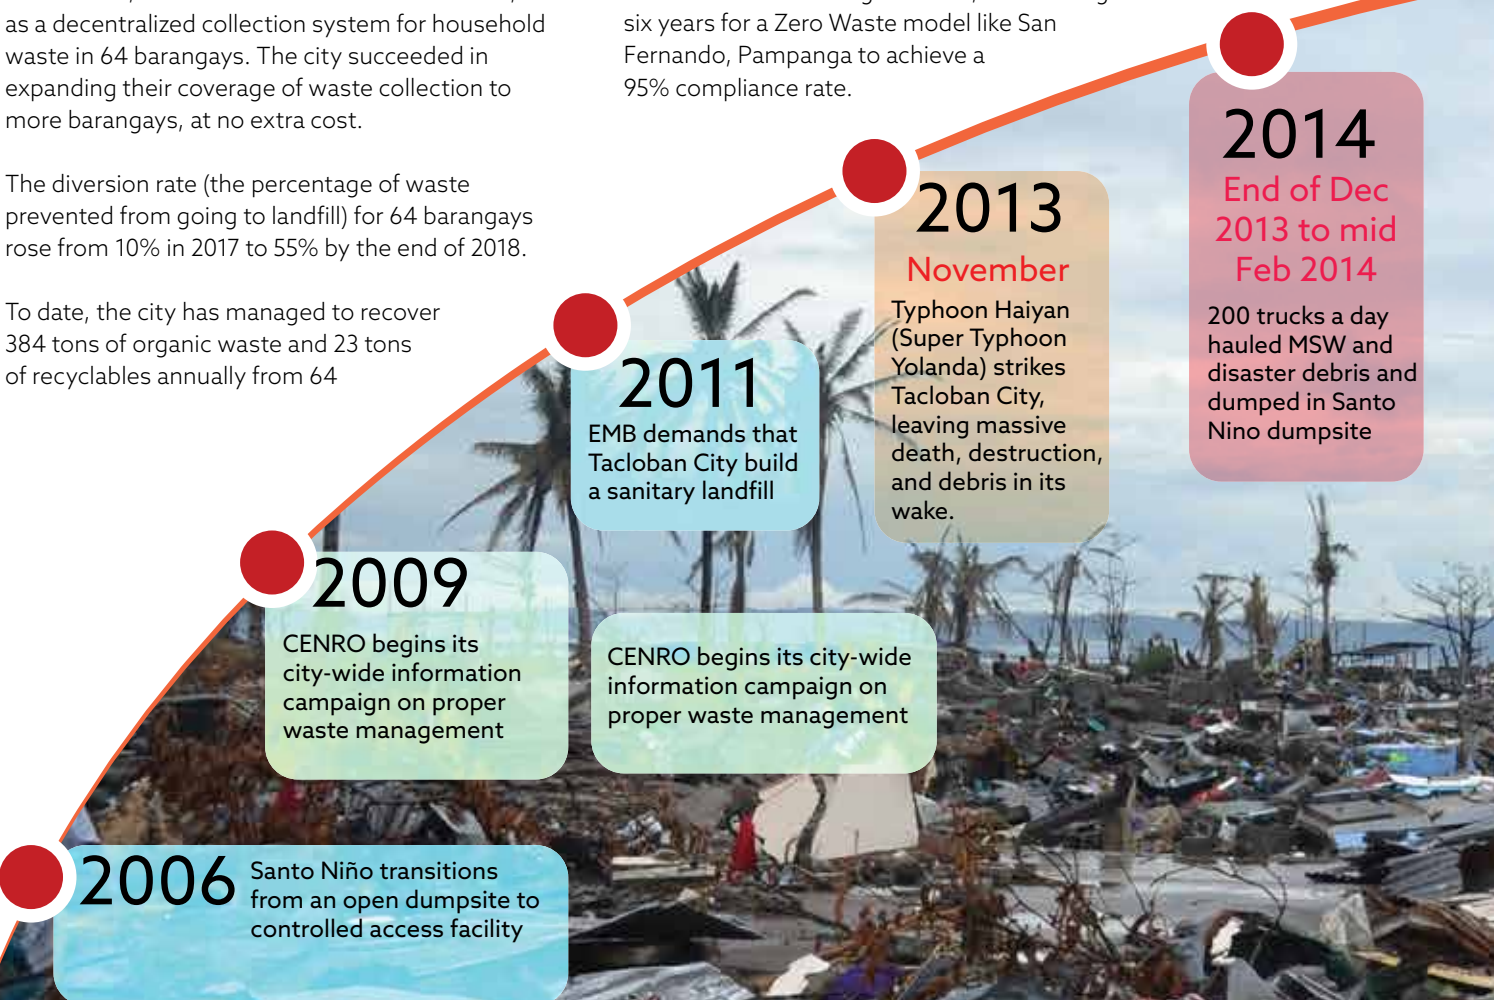 as a decentralized collection system for household
waste in 64 barangays. The city succeeded in
expanding their coverage of waste collection to
more barangays, at no extra cost.
The diversion rate (the percentage of waste
prevented from going to landfill) for 64 barangays
rose from 10% in 2017 to 55% by the end of 2018.
To date, the city has managed to recover
384 tons of organic waste and 23 tons
of recyclables annually from 64
six years for a Zero Waste model like San
Fernando, Pampanga to achieve a
95% compliance rate.
2014
End of Dec
2013 to mid
Feb 2014
200 trucks a day
hauled MSW and
disaster debris and
dumped in Santo
Nino dumpsite
2013
November
Typhoon Haiyan
(Super Typhoon
Yolanda) strikes
Tacloban City,
leaving massive
death, destruction,
and debris in its
wake.
2011
EMB demands that
Tacloban City build
a sanitary landfill
2009
CENRO begins its
city-wide information
campaign on proper
waste management
CENRO begins its city-wide
information campaign on
proper waste management
2006
Santo Niño transitions
from an open dumpsite to
controlled access facility